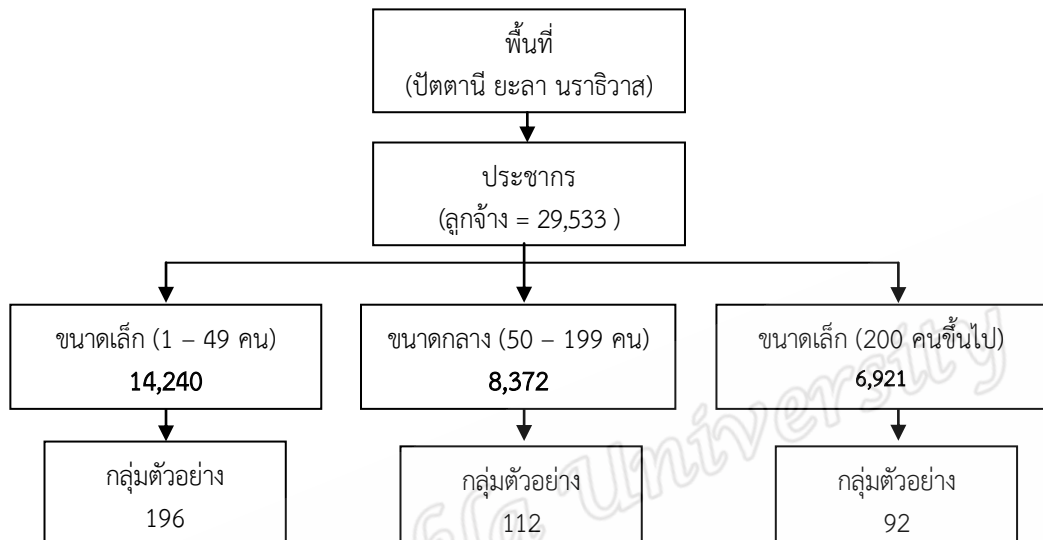 พื้นที่
(ปัตตานี ยะลา นราธิวาส)
ประชากร
(ลูกจ้าง = 29,533 )
ขนาดเล็ก (1 – 49 คน)
14,240
ขนาดกลาง (50 – 199 คน)
8,372
ขนาดเล็ก (200 คนขึ้นไป)
6,921
กลุ่มตัวอย่าง
196
กลุ่มตัวอย่าง
112
กลุ่มตัวอย่าง
92
University